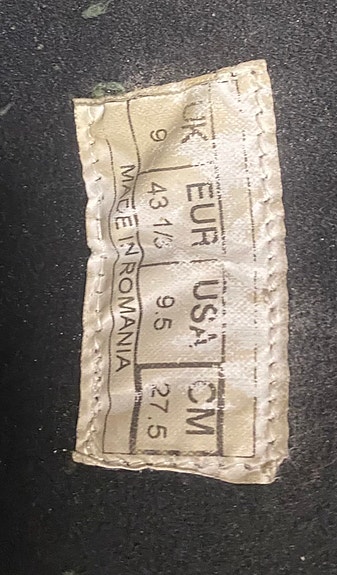 UK EUR USA CM
9 43 1/3 9.5 27.5
MADE IN ROMANIA